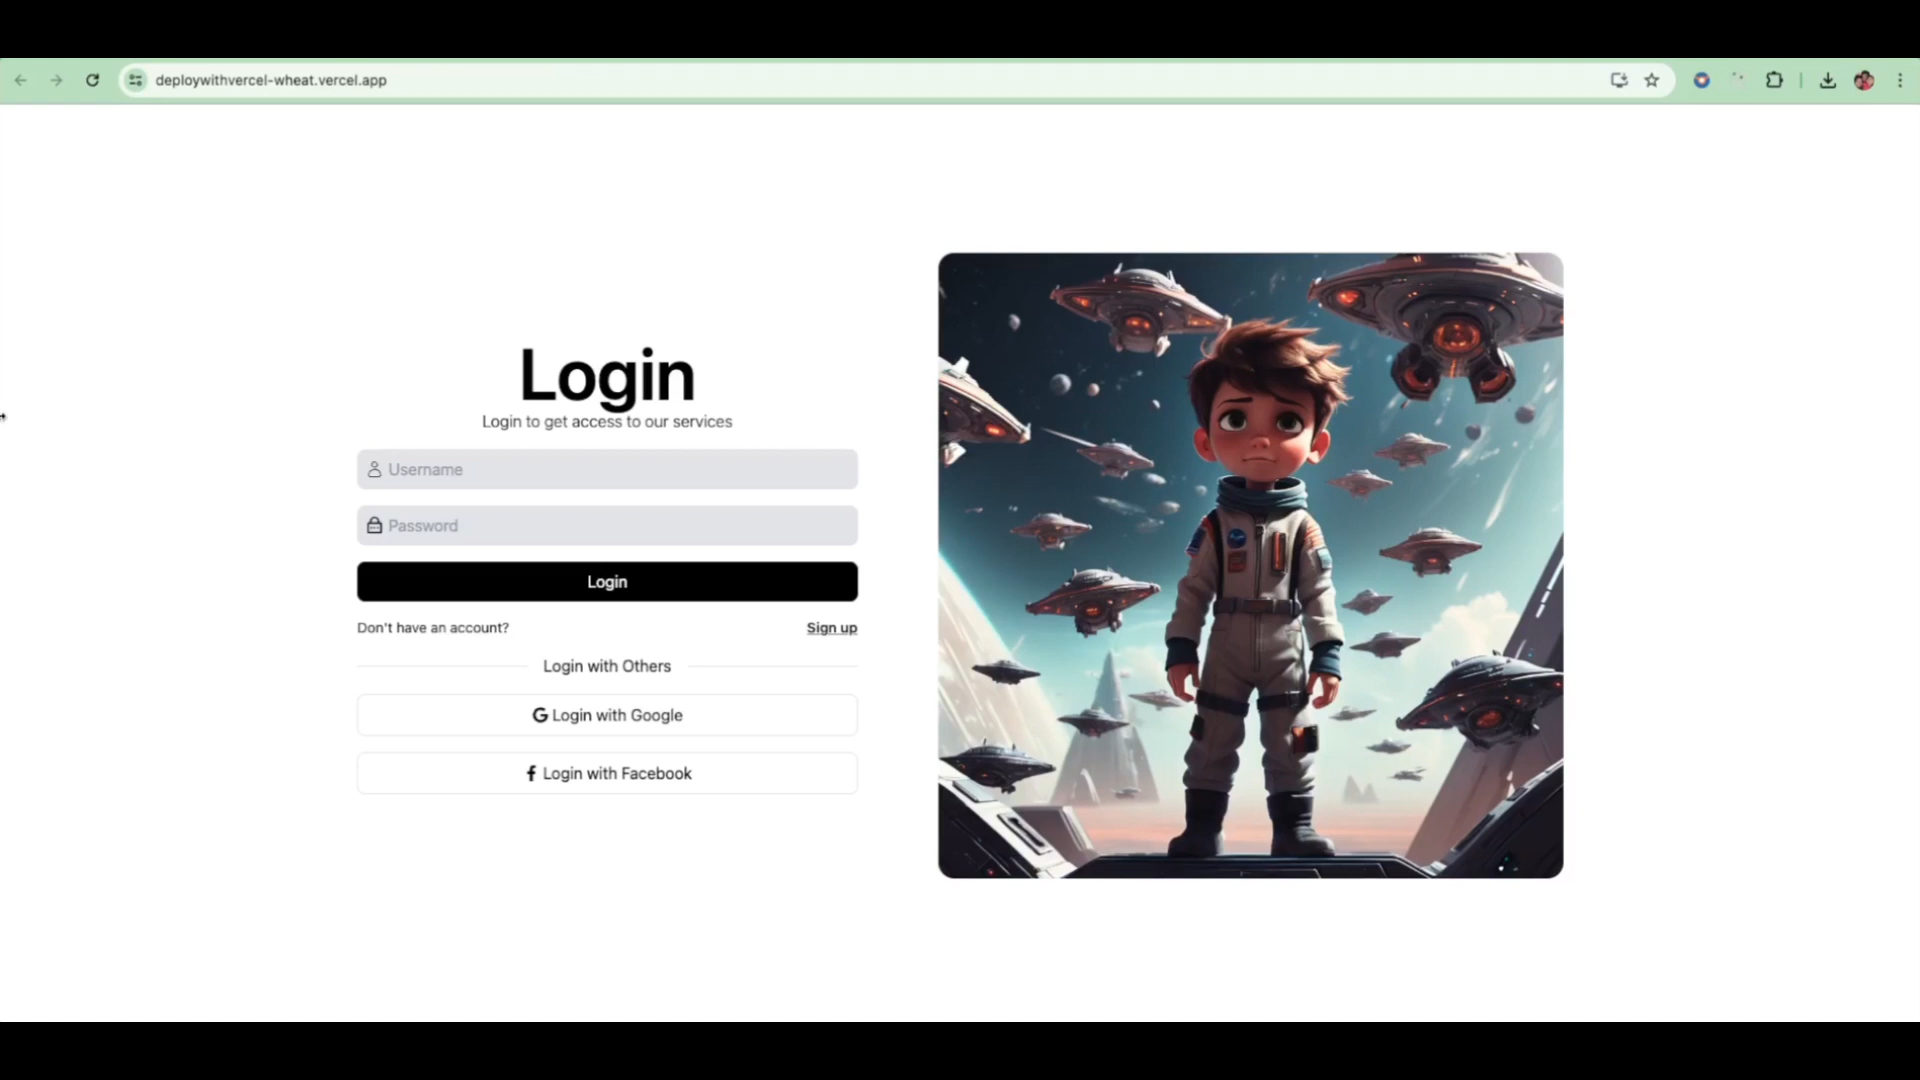 deploywithvercel-wheat.vercel.app
Login
Login to get access to our services
Username
Password
Login
Don't have an account?
Sign up
Login with Others
Login with Google
Login with Facebook